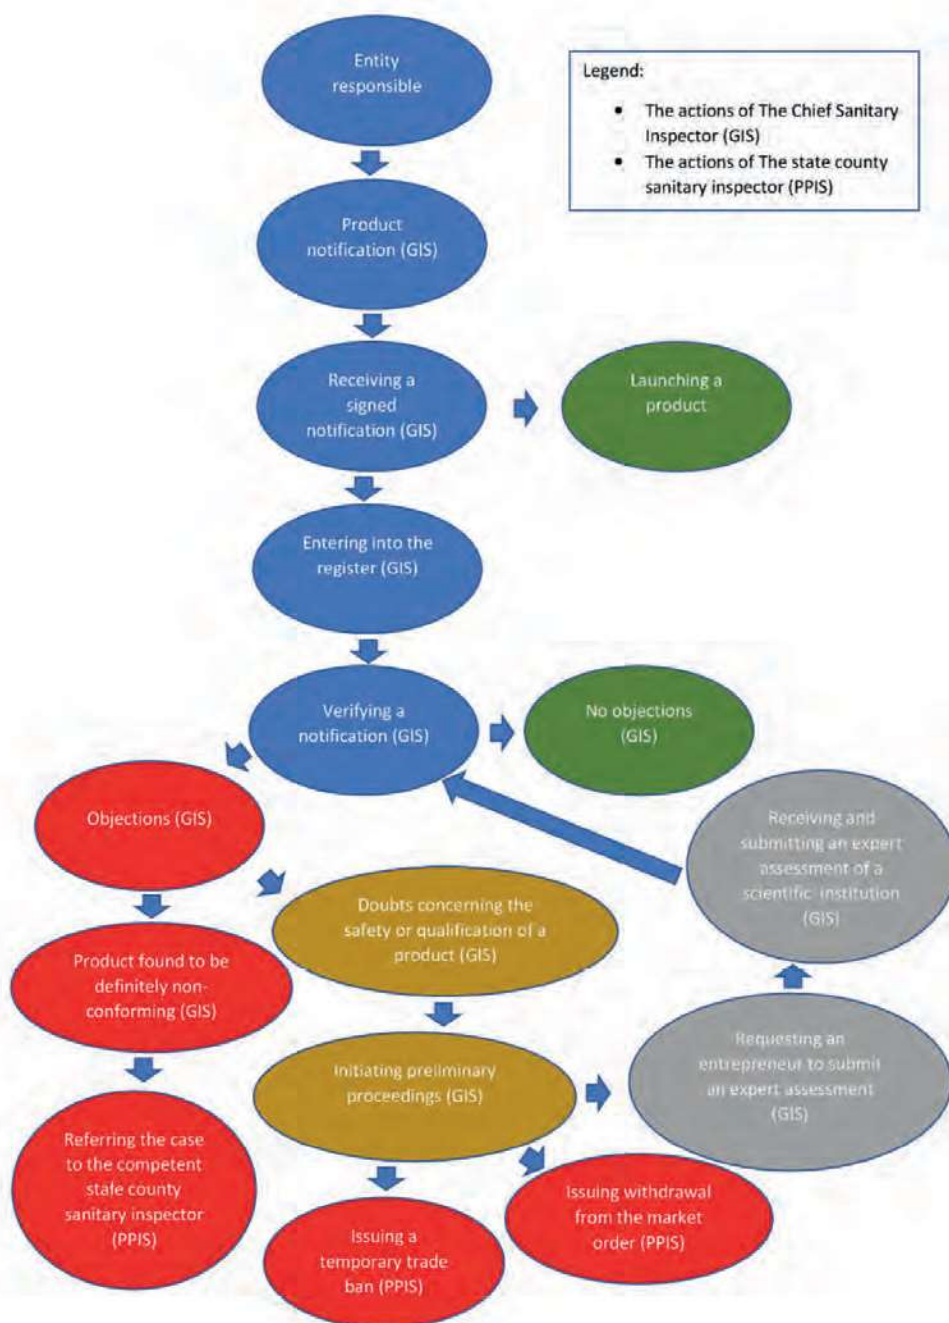 Entity
responsible
Legend:
• The actions of The Chief Sanitary
Inspector (GIS)
• The actions of The state county
sanitary inspector (PPIS)
Product
notification (GIS)
Receiving a
signed
notification (GIS)
Launching a
product
Entering into the
register (GIS)
Verifying a
notification (GIS)
No objections
(GIS)
Objections (GIS)
Receiving and
submitting an expert
assessment of a
scientific institution
(GIS)
Doubts concerning the
safety or qualification of a
product (GIS)
Product found to be
definitely non-
conforming (GIS)
Initiating preliminary
proceedings (GIS)
Requesting an
entrepreneur to submit
an expert assessment
(GIS)
Referring the case
to the competent
state county
sanitary inspector
(PPIS)
Issuing a
temporary trade
ban (PPIS)
Issuing withdrawal
from the market
order (PPIS)